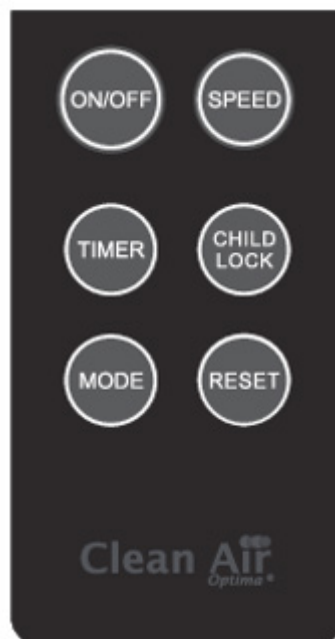 ON/OFF SPEED
TIMER CHILD LOCK
MODE RESET
Clean Air
Optima®